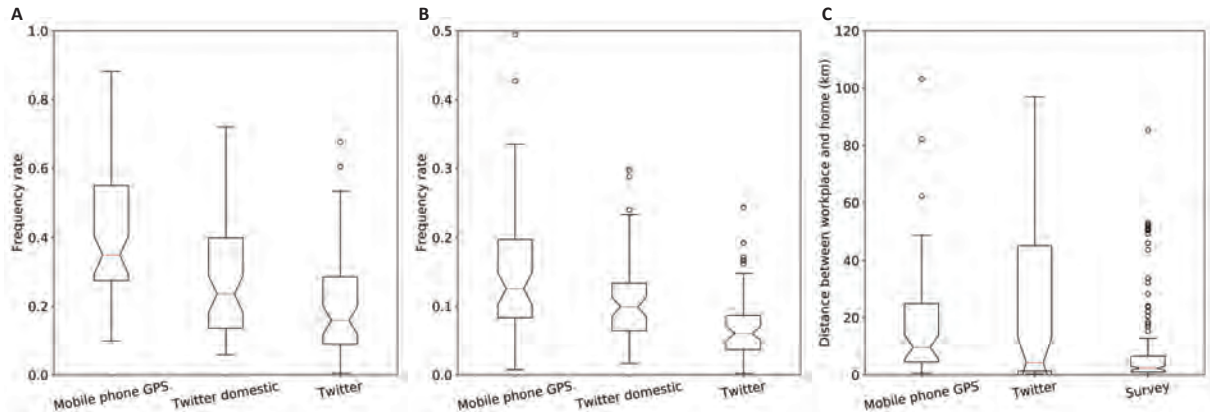 A
B
C
Frequency rate
1.0
0.8
0.6
0.4
0.2
0.0
Mobile phone GPS
Twitter domestic
Twitter
Frequency rate
0.5
0.4
0.3
0.2
0.1
0.0
Mobile phone GPS
Twitter domestic
Twitter
Distance between workplace and home (km)
120
100
80
60
40
20
0
Mobile phone GPS
Twitter
Survey